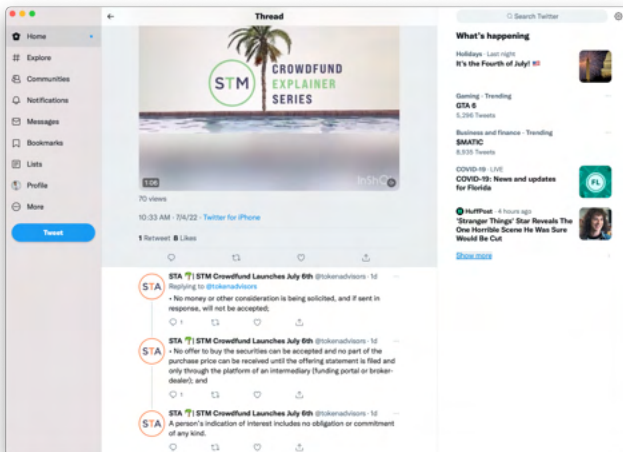 Home
Explore
Communities
Notifications
Messages
Bookmarks
Lists
Profile
More
Tweet
Thread
STM
CROWDFUND
EXPLAINER
SERIES
1:06
InShO
70 views
10:33 AM · 7/4/22 · Twitter for iPhone
1 Retweet 8 Likes
STA 🌴| STM Crowdfund Launches July 6th @tokenadvisors · 1d
Replying to @tokenadvisors
• No money or other consideration is being solicited, and if sent in
response, will not be accepted;
1
STA
STA 🌴| STM Crowdfund Launches July 6th @tokenadvisors · 1d
• No offer to buy the securities can be accepted and no part of the
purchase price can be received until the offering statement is filed and
only through the platform of an intermediary (funding portal or broker-
dealer); and
1
STA
STA 🌴| STM Crowdfund Launches July 6th @tokenadvisors · 1d
A person's indication of interest includes no obligation or commitment
of any kind.
STA
Search Twitter
What's happening
Holidays · Last night
It's the Fourth of July! 🇺🇸
Gaming · Trending
GTA 6
5,296 Tweets
Business and finance · Trending
$MATIC
8,935 Tweets
COVID-19 · LIVE
COVID-19: News and updates
for Florida
FL
HuffPost · 4 hours ago
'Stranger Things' Star Reveals The
One Horrible Scene He Was Sure
Would Be Cut
Show more